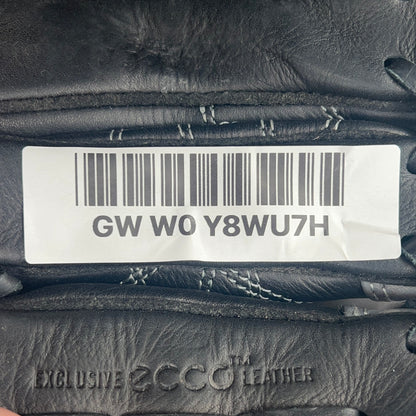 GW W0 Y8WU7H
EXCLUSIVE ecco™ LEATHER